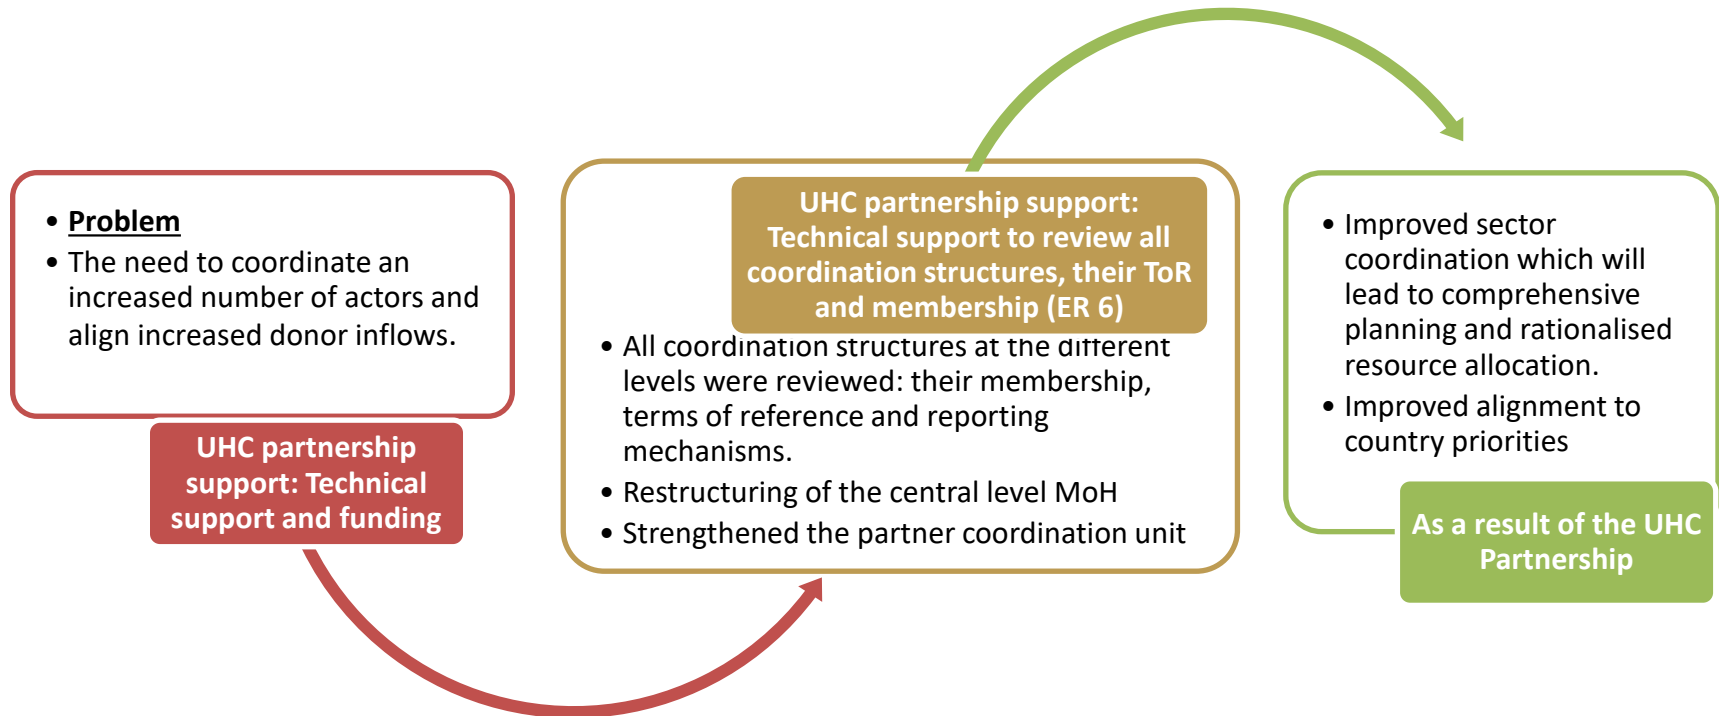 • Problem
• The need to coordinate an
increased number of actors and
align increased donor inflows.
UHC partnership
support: Technical
support and funding
UHC partnership support:
Technical support to review all
coordination structures, their ToR
and membership (ER 6)
• All coordination structures at the different
levels were reviewed: their membership,
terms of reference and reporting
mechanisms.
• Restructuring of the central level MoH
• Strengthened the partner coordination unit
• Improved sector
coordination which will
lead to comprehensive
planning and rationalised
resource allocation.
• Improved alignment to
country priorities
As a result of the UHC
Partnership